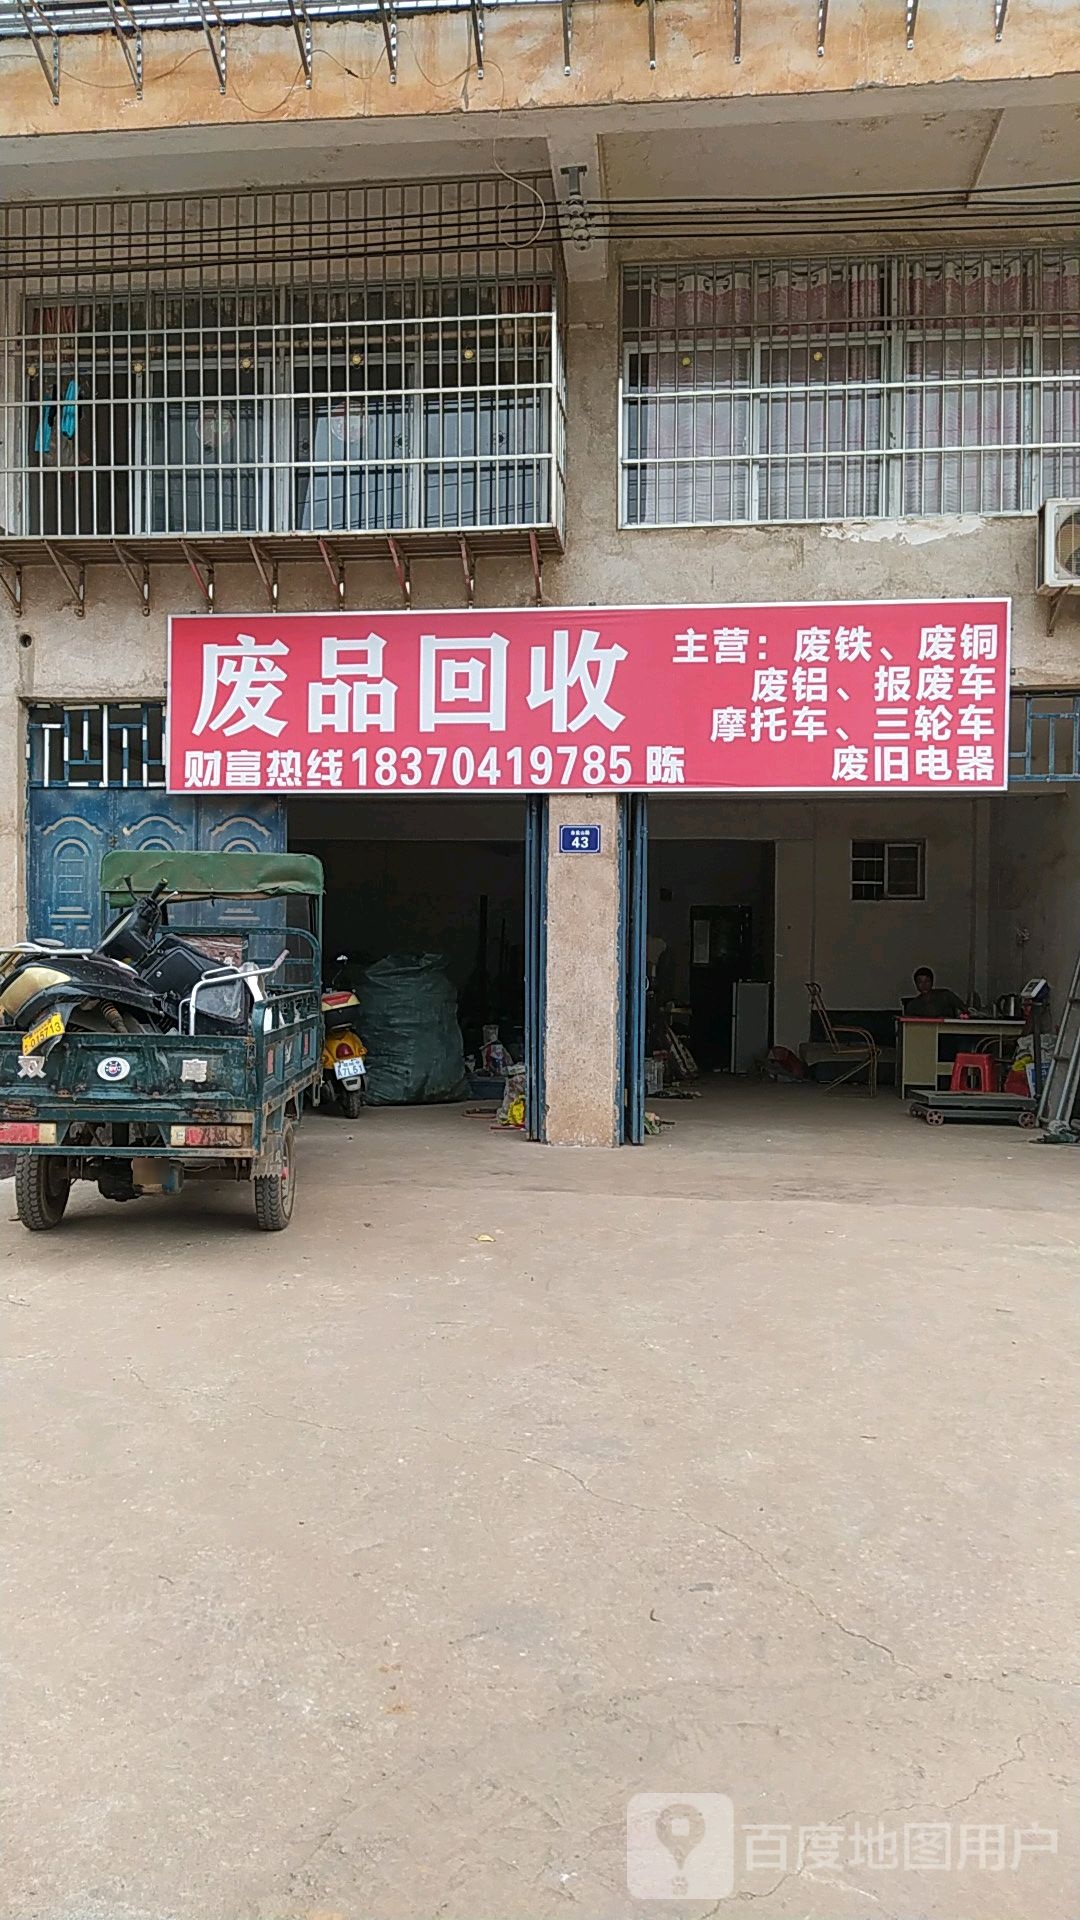 废品回收
财富热线18370419785 陈
主营：废铁、废铜
废铝、报废车
摩托车、三轮车
废旧电器
43
015713
A7L51
百度地图用户